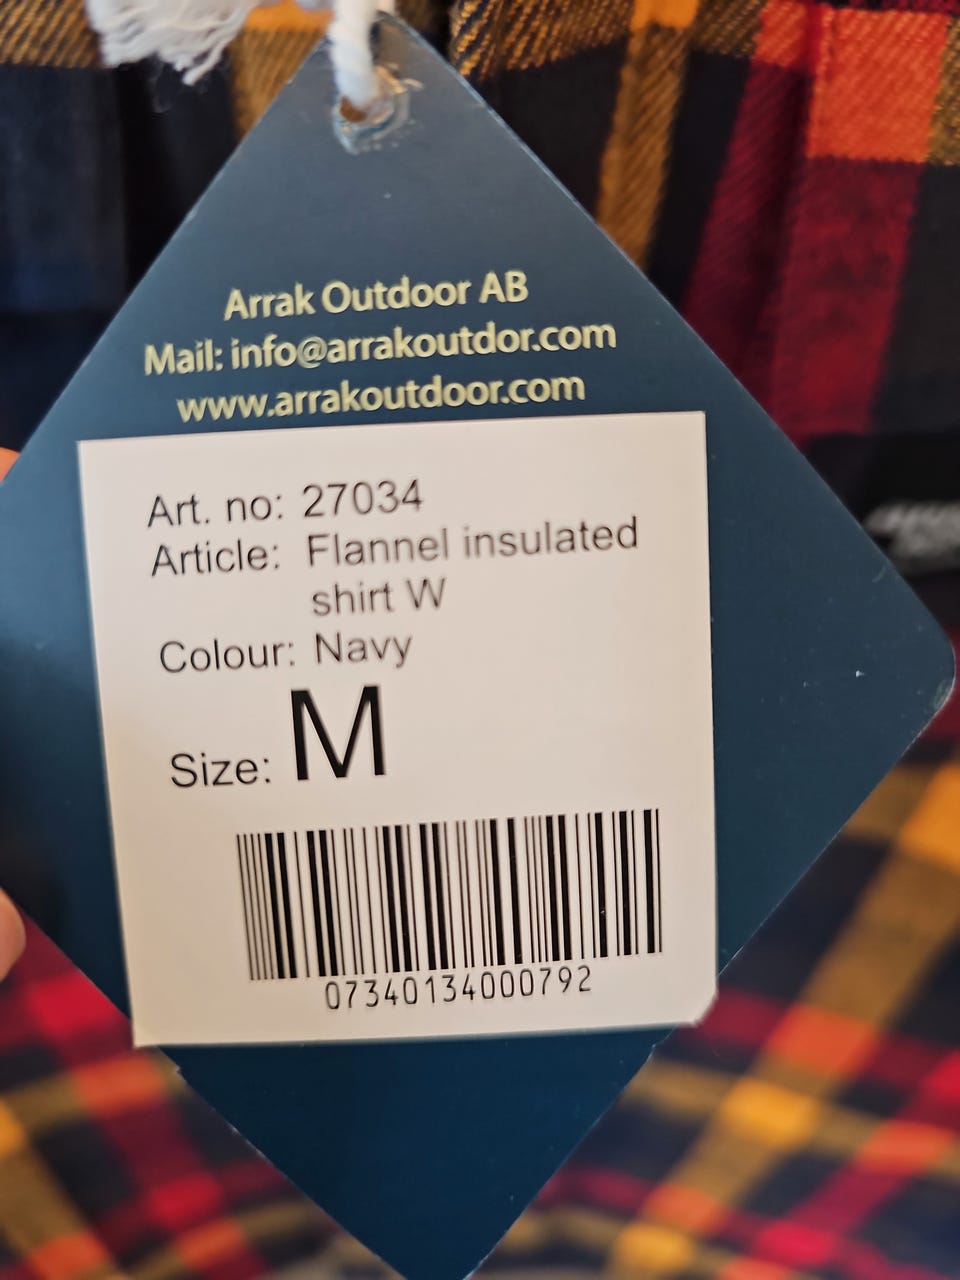 Arrak Outdoor AB
Mail: info@arrakoutdor.com
www.arrakoutdoor.com
Art. no: 27034
Article: Flannel insulated
shirt W
Colour: Navy
Size: M
07340134000792